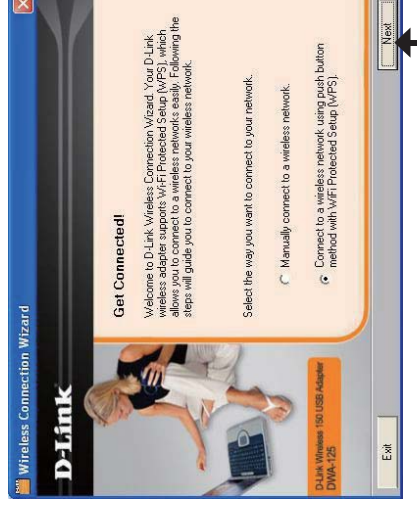 Wireless Connection Wizard
D-Link
Get Connected!
Welcome to D-Link Wireless Connection Wizard. Your D-Link
wireless adapter supports Wi-Fi Protected Setup (WPS), which
allows you to connect to a wireless networks easily. Following the
steps will guide you to connect to your wireless network.
Select the way you want to connect to your network.
Manually connect to a wireless network.
Connect to a wireless network using push button
method with WiFi Protected Setup (WPS).
D-Link Wireless 150 USB Adapter
DWA-125
Exit
Next